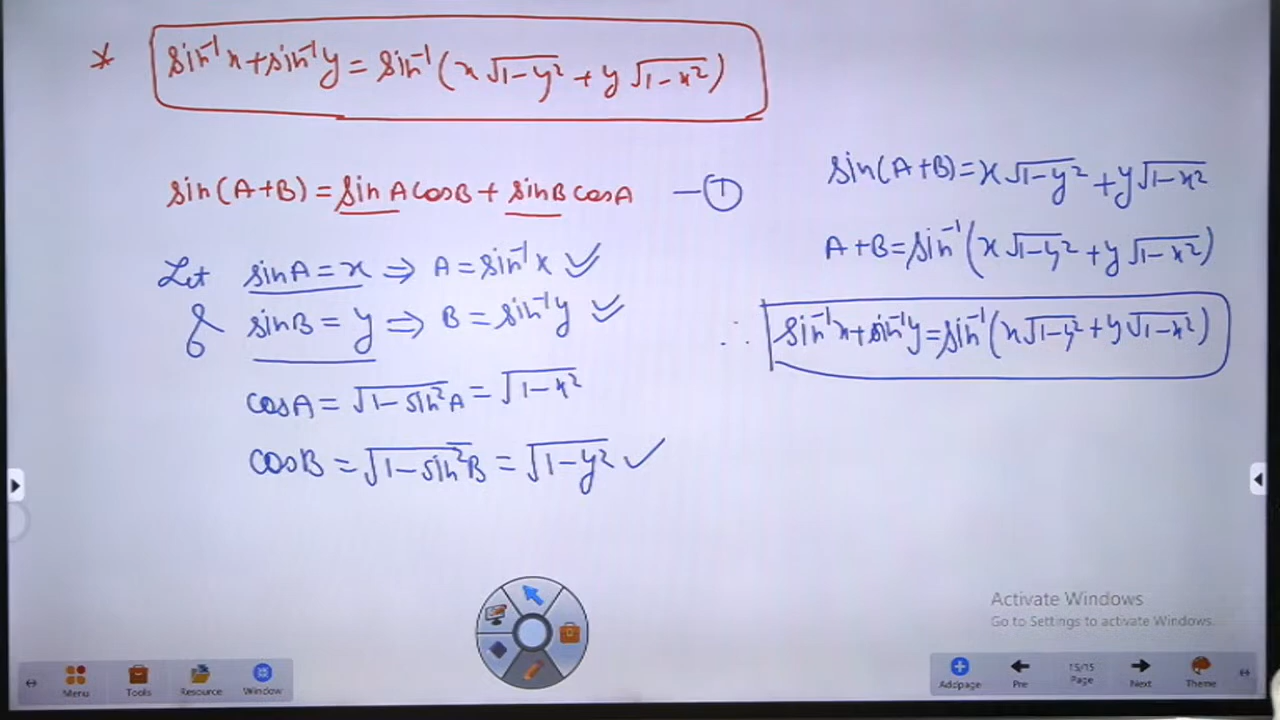 * sin⁻¹x + sin⁻¹y = sin⁻¹(x√(1-y²) + y√(1-x²))
sin(A+B) = sinA cosB + sinB cosA —①
Let sinA = x ⇒ A = sin⁻¹x ✓
& sinB = y ⇒ B = sin⁻¹y ✓
cosA = √(1-sin²A) = √(1-x²)
cosB = √(1-sin²B) = √(1-y²) ✓
sin(A+B) = x√(1-y²) + y√(1-x²)
A+B = sin⁻¹(x√(1-y²) + y√(1-x²))
∴ sin⁻¹x + sin⁻¹y = sin⁻¹(x√(1-y²) + y√(1-x²))
Activate Windows
Go to Settings to activate Windows.
Menu Tools Resource Window
Addpage Pre 15/15 Page Next Theme